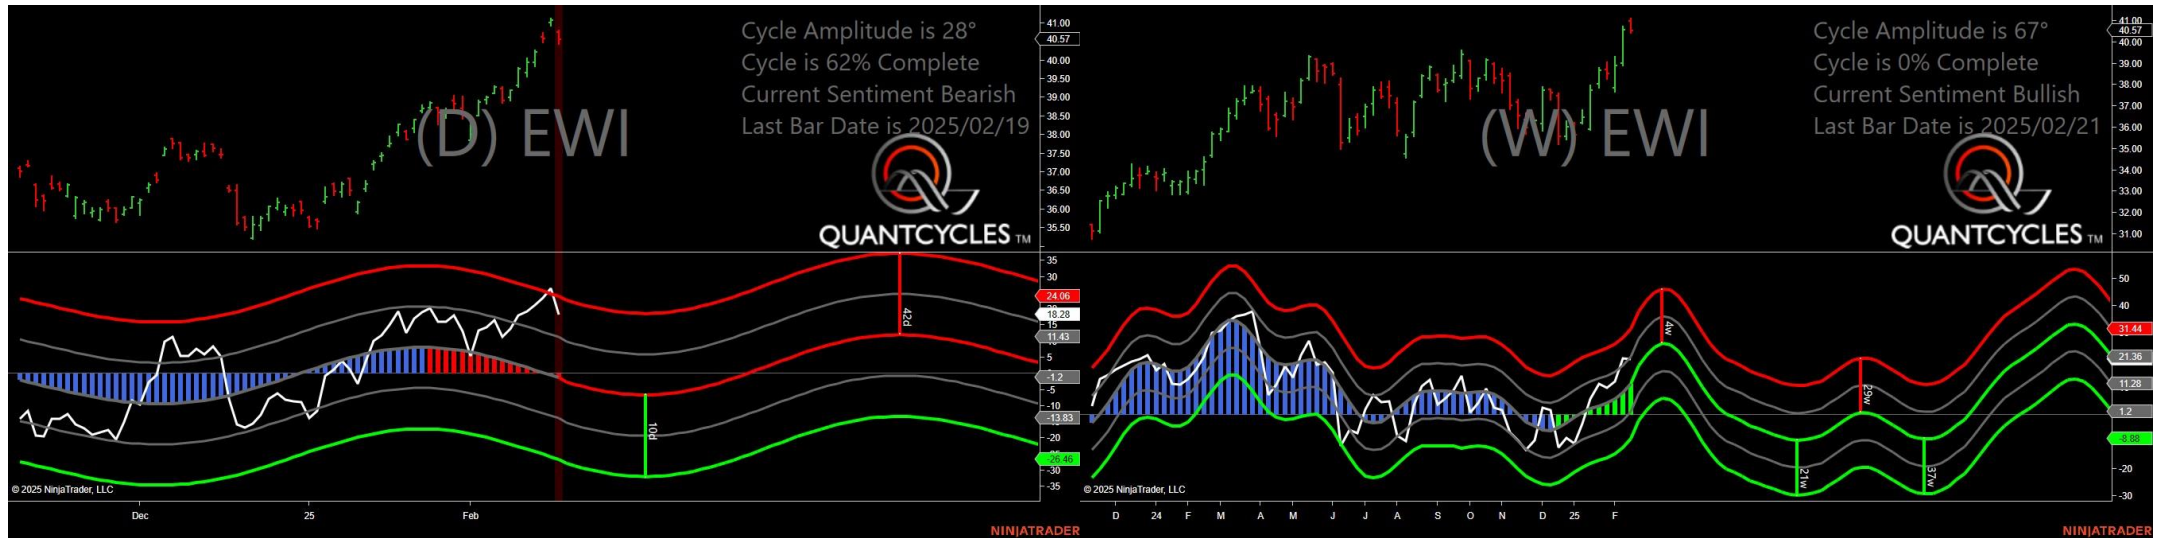 Cycle Amplitude is 28°
Cycle is 62% Complete
Current Sentiment Bearish
Last Bar Date is 2025/02/19
(D) EWI
QUANTCYCLES TM
41.00
40.57
40.00
39.50
39.00
38.50
38.00
37.50
37.00
36.50
36.00
35.50
35
30
24.06
18.28
15
11.43
5
-1.2
-5
-10
-13.83
-20
-26.46
-30
-35
42d
10d
© 2025 NinjaTrader, LLC
Dec
25
Feb
NINJATRADER
Cycle Amplitude is 67°
Cycle is 0% Complete
Current Sentiment Bullish
Last Bar Date is 2025/02/21
(W) EWI
QUANTCYCLES TM
41.00
40.57
40.00
39.00
38.00
37.00
36.00
35.00
34.00
33.00
32.00
31.00
50
40
31.44
21.36
11.28
1.2
-8.88
-20
-30
4w
29w
21w
37w
© 2025 NinjaTrader, LLC
D 24 F M A M J J A S O N D 25 F
NINJATRADER